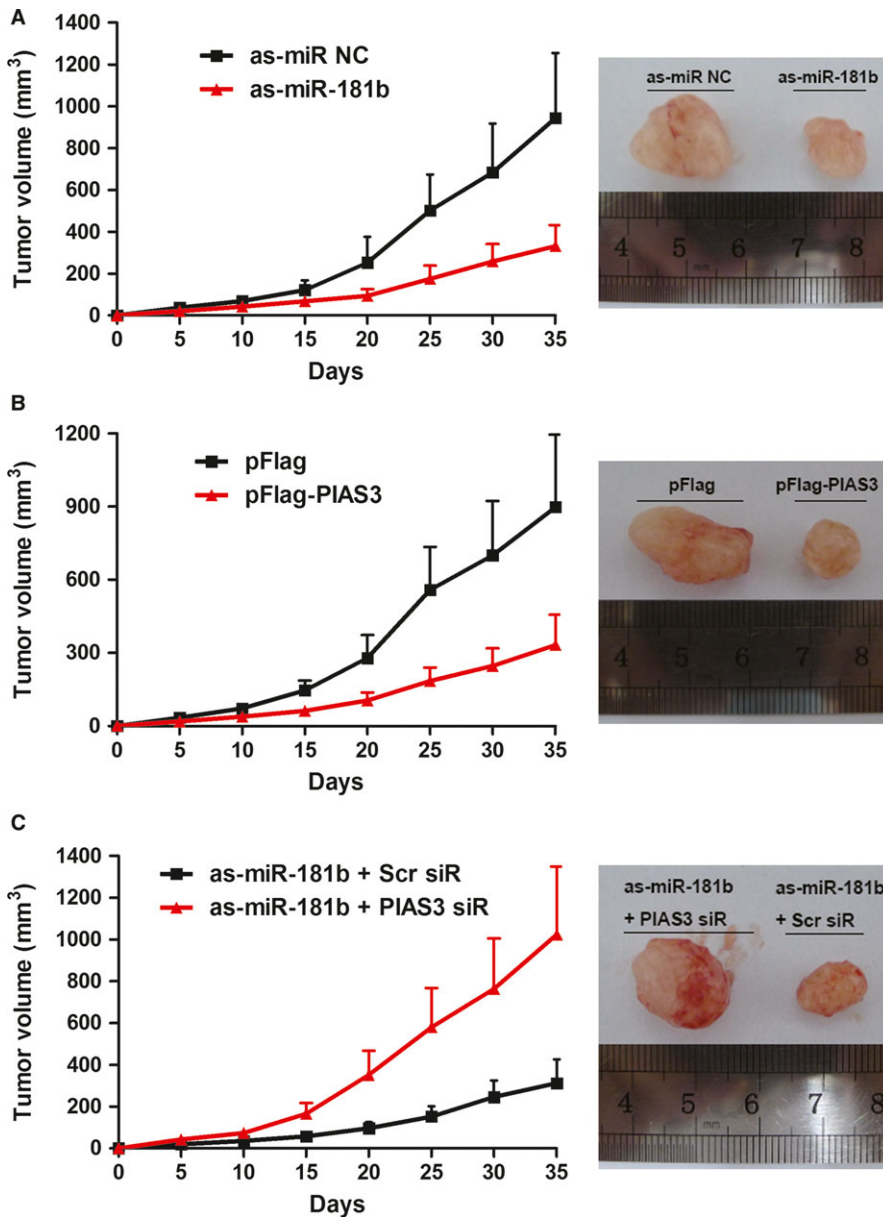 A
Tumor volume (mm³)
1400
1200
1000
800
600
400
200
0
as-miR NC
as-miR-181b
0 5 10 15 20 25 30 35
Days
as-miR NC as-miR-181b
4 5 6 7 8
mm
B
Tumor volume (mm³)
1200
900
600
300
0
pFlag
pFlag-PIAS3
0 5 10 15 20 25 30 35
Days
pFlag pFlag-PIAS3
4 5 6 7 8
mm
C
Tumor volume (mm³)
1400
1200
1000
800
600
400
200
0
as-miR-181b + Scr siR
as-miR-181b + PIAS3 siR
0 5 10 15 20 25 30 35
Days
as-miR-181b as-miR-181b
+ PIAS3 siR + Scr siR
4 5 6 7 8
mm